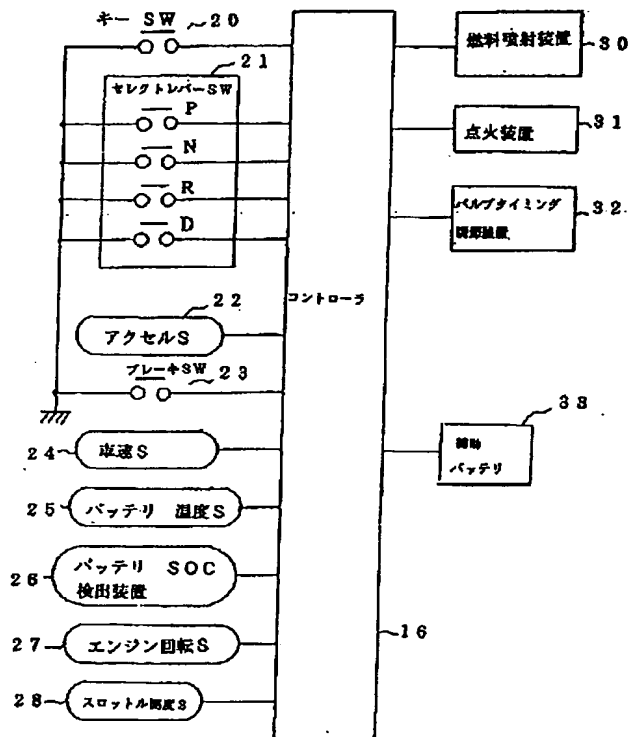 キー SW
20
21
セレクトレバーSW
P
N
R
D
22
アクセルS
ブレーキSW
23
24
車速S
25
バッテリ 温度S
26
バッテリ SOC
検出装置
27
エンジン回転S
28
スロットル開度S
コントローラ
16
燃料噴射装置
30
点火装置
31
バルブタイミング
装置
32
33
補助
バッテリ